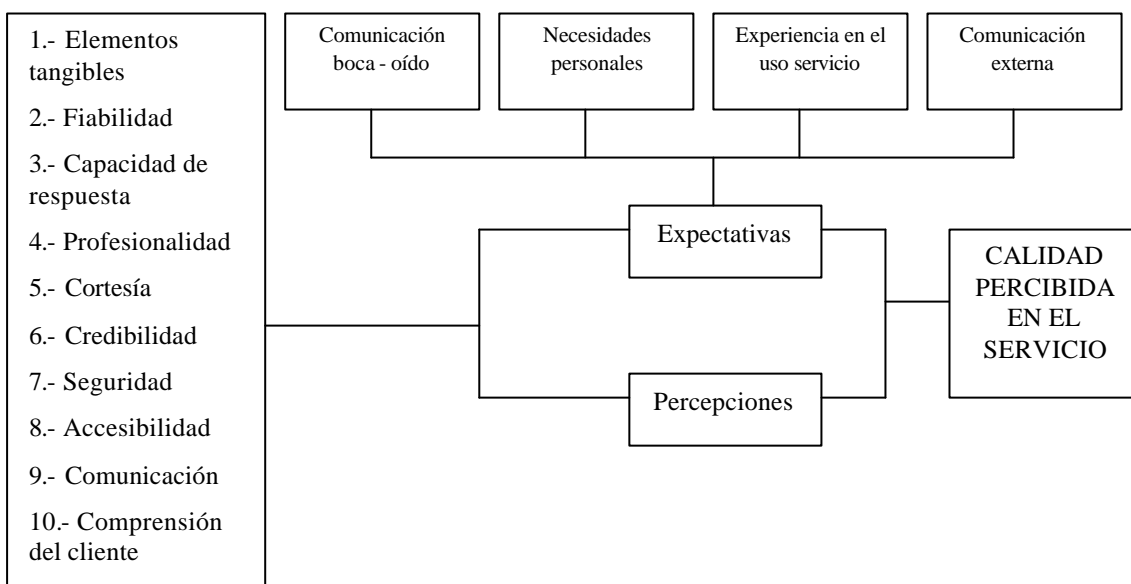 1.- Elementos
tangibles
2.- Fiabilidad
3.- Capacidad de
respuesta
4.- Profesionalidad
5.- Cortesía
6.- Credibilidad
7.- Seguridad
8.- Accesibilidad
9.- Comunicación
10.- Comprensión
del cliente
Comunicación
boca - oído
Necesidades
personales
Experiencia en el
uso servicio
Comunicación
externa
Expectativas
Percepciones
CALIDAD
PERCIBIDA
EN EL
SERVICIO